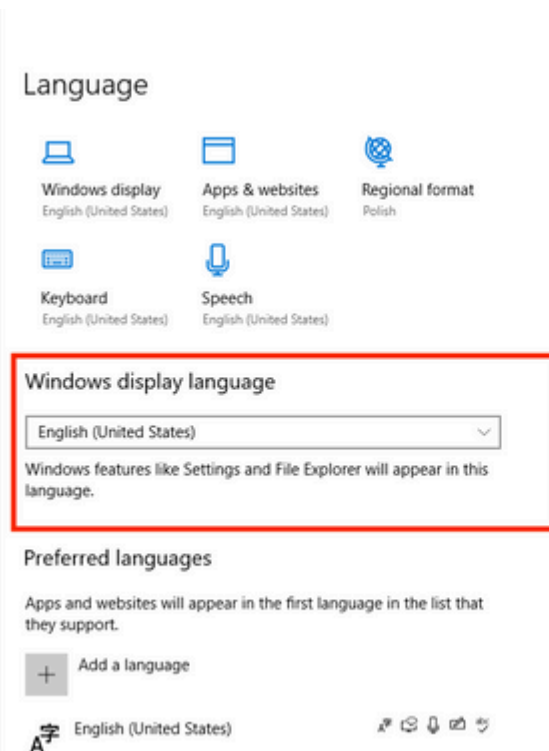 Language
Windows display
English (United States)
Apps & websites
English (United States)
Regional format
Polish
Keyboard
English (United States)
Speech
English (United States)
Windows display language
English (United States)
Windows features like Settings and File Explorer will appear in this
language.
Preferred languages
Apps and websites will appear in the first language in the list that
they support.
Add a language
English (United States)